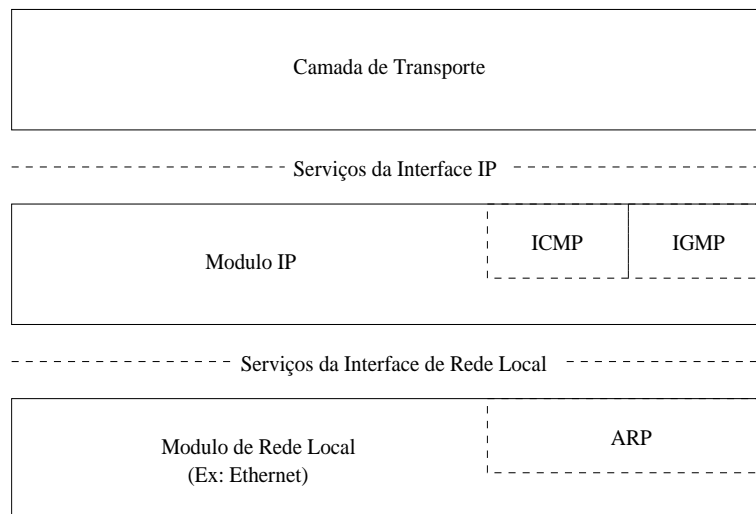 Camada de Transporte
Serviços da Interface IP
Modulo IP
ICMP
IGMP
Serviços da Interface de Rede Local
Modulo de Rede Local
(Ex: Ethernet)
ARP